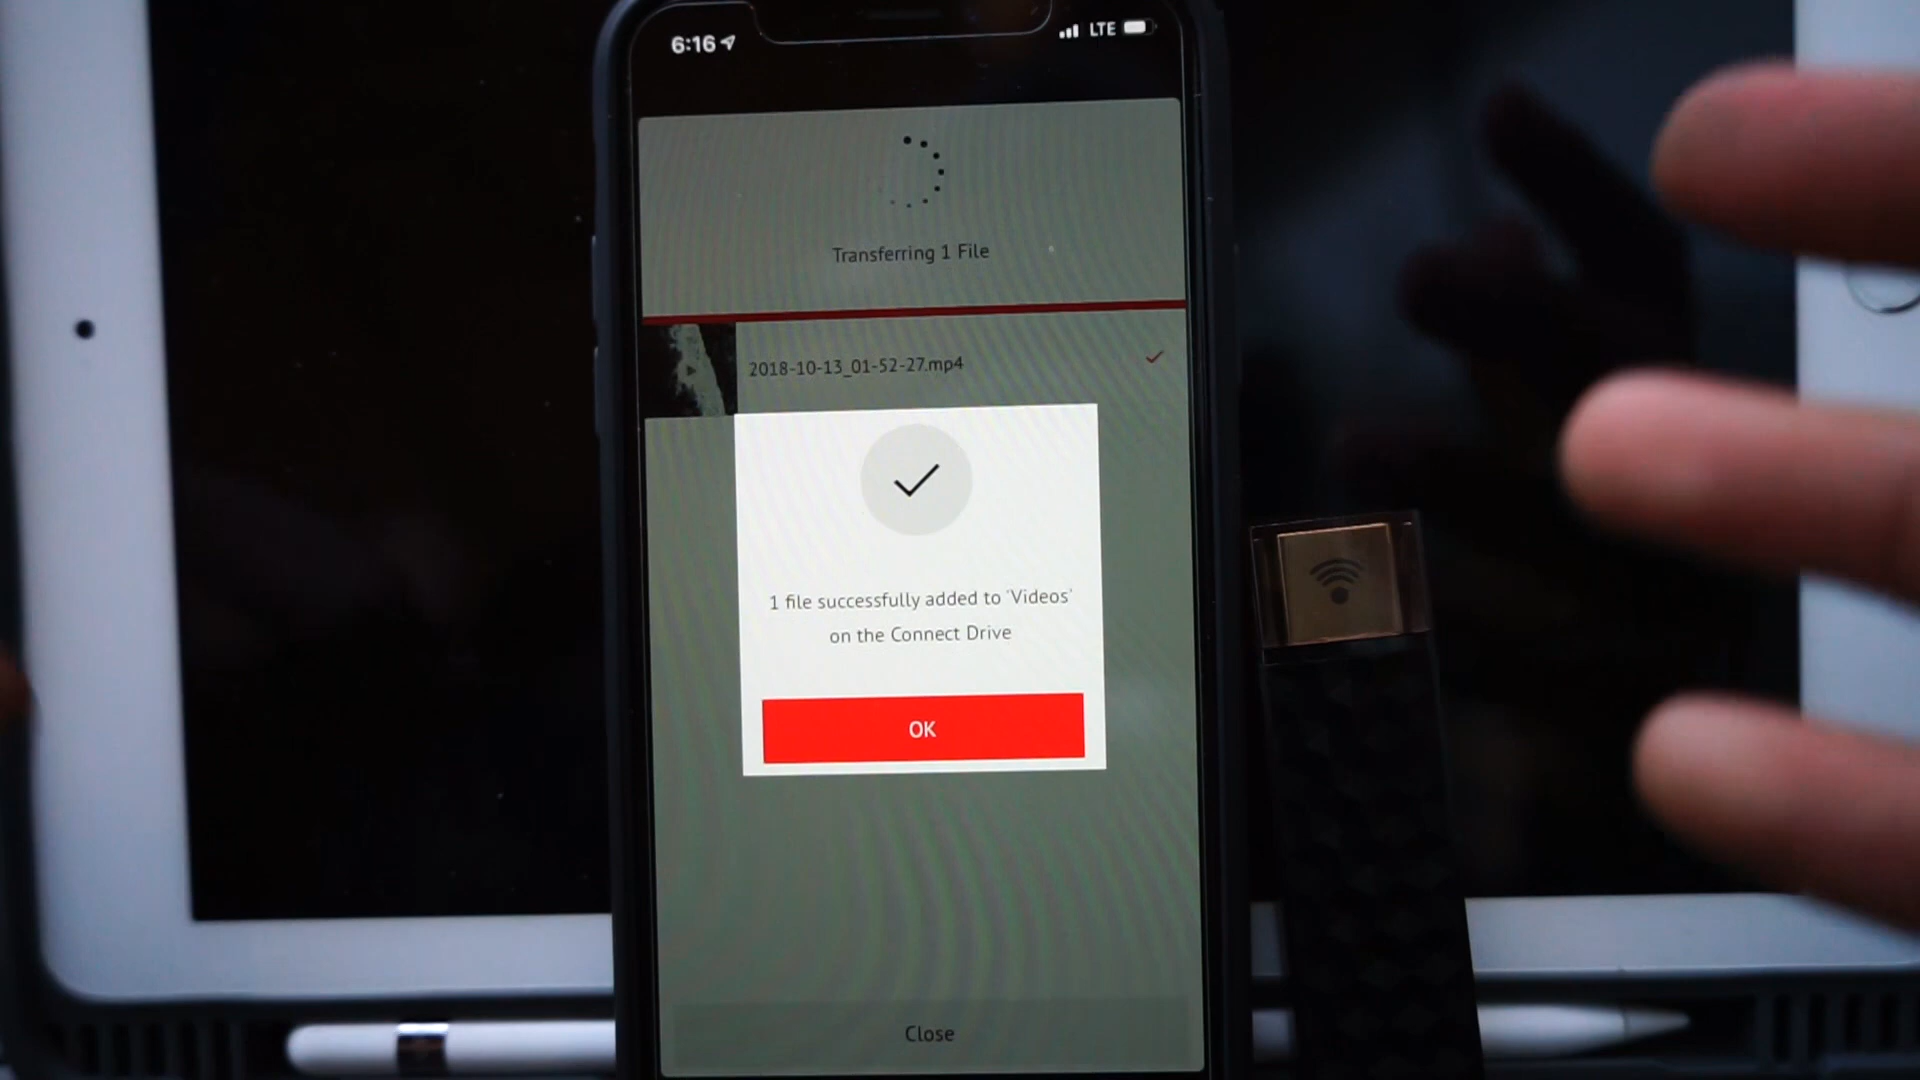 6:16
LTE
Transferring 1 File
2018-10-13_01-52-27.mp4
1 file successfully added to 'Videos'
on the Connect Drive
OK
Close